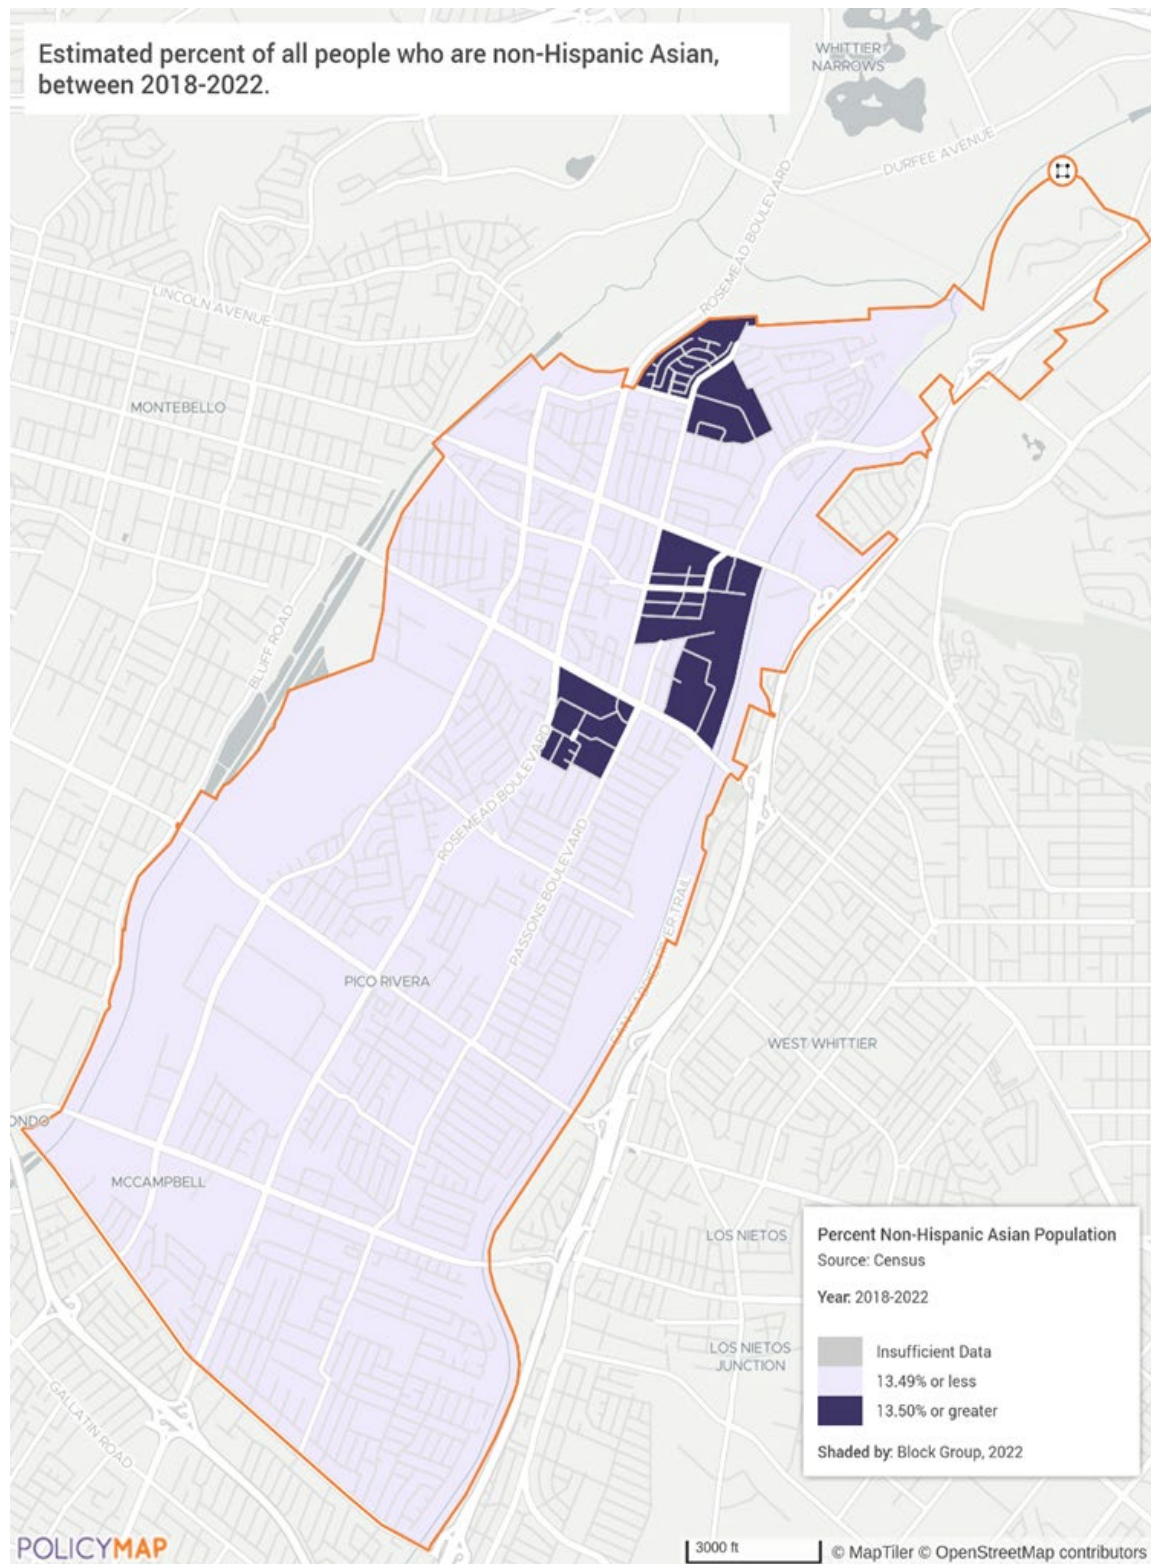 Estimated percent of all people who are non-Hispanic Asian,
between 2018-2022.
WHITTIER
NARROWS
DURFEE AVENUE
ROSEMEAD BOULEVARD
LINCOLN AVENUE
MONTEBELLO
BLUFF ROAD
ROSEMEAD BOULEVARD
PASSONS BOULEVARD
TRAIL
PICO RIVERA
WEST WHITTIER
ONDO
MCCAMPBELL
LOS NIETOS
LOS NIETOS
JUNCTION
GALLATIN ROAD
Percent Non-Hispanic Asian Population
Source: Census
Year: 2018-2022
Insufficient Data
13.49% or less
13.50% or greater
Shaded by: Block Group, 2022
POLICYMAP
3000 ft
© MapTiler © OpenStreetMap contributors